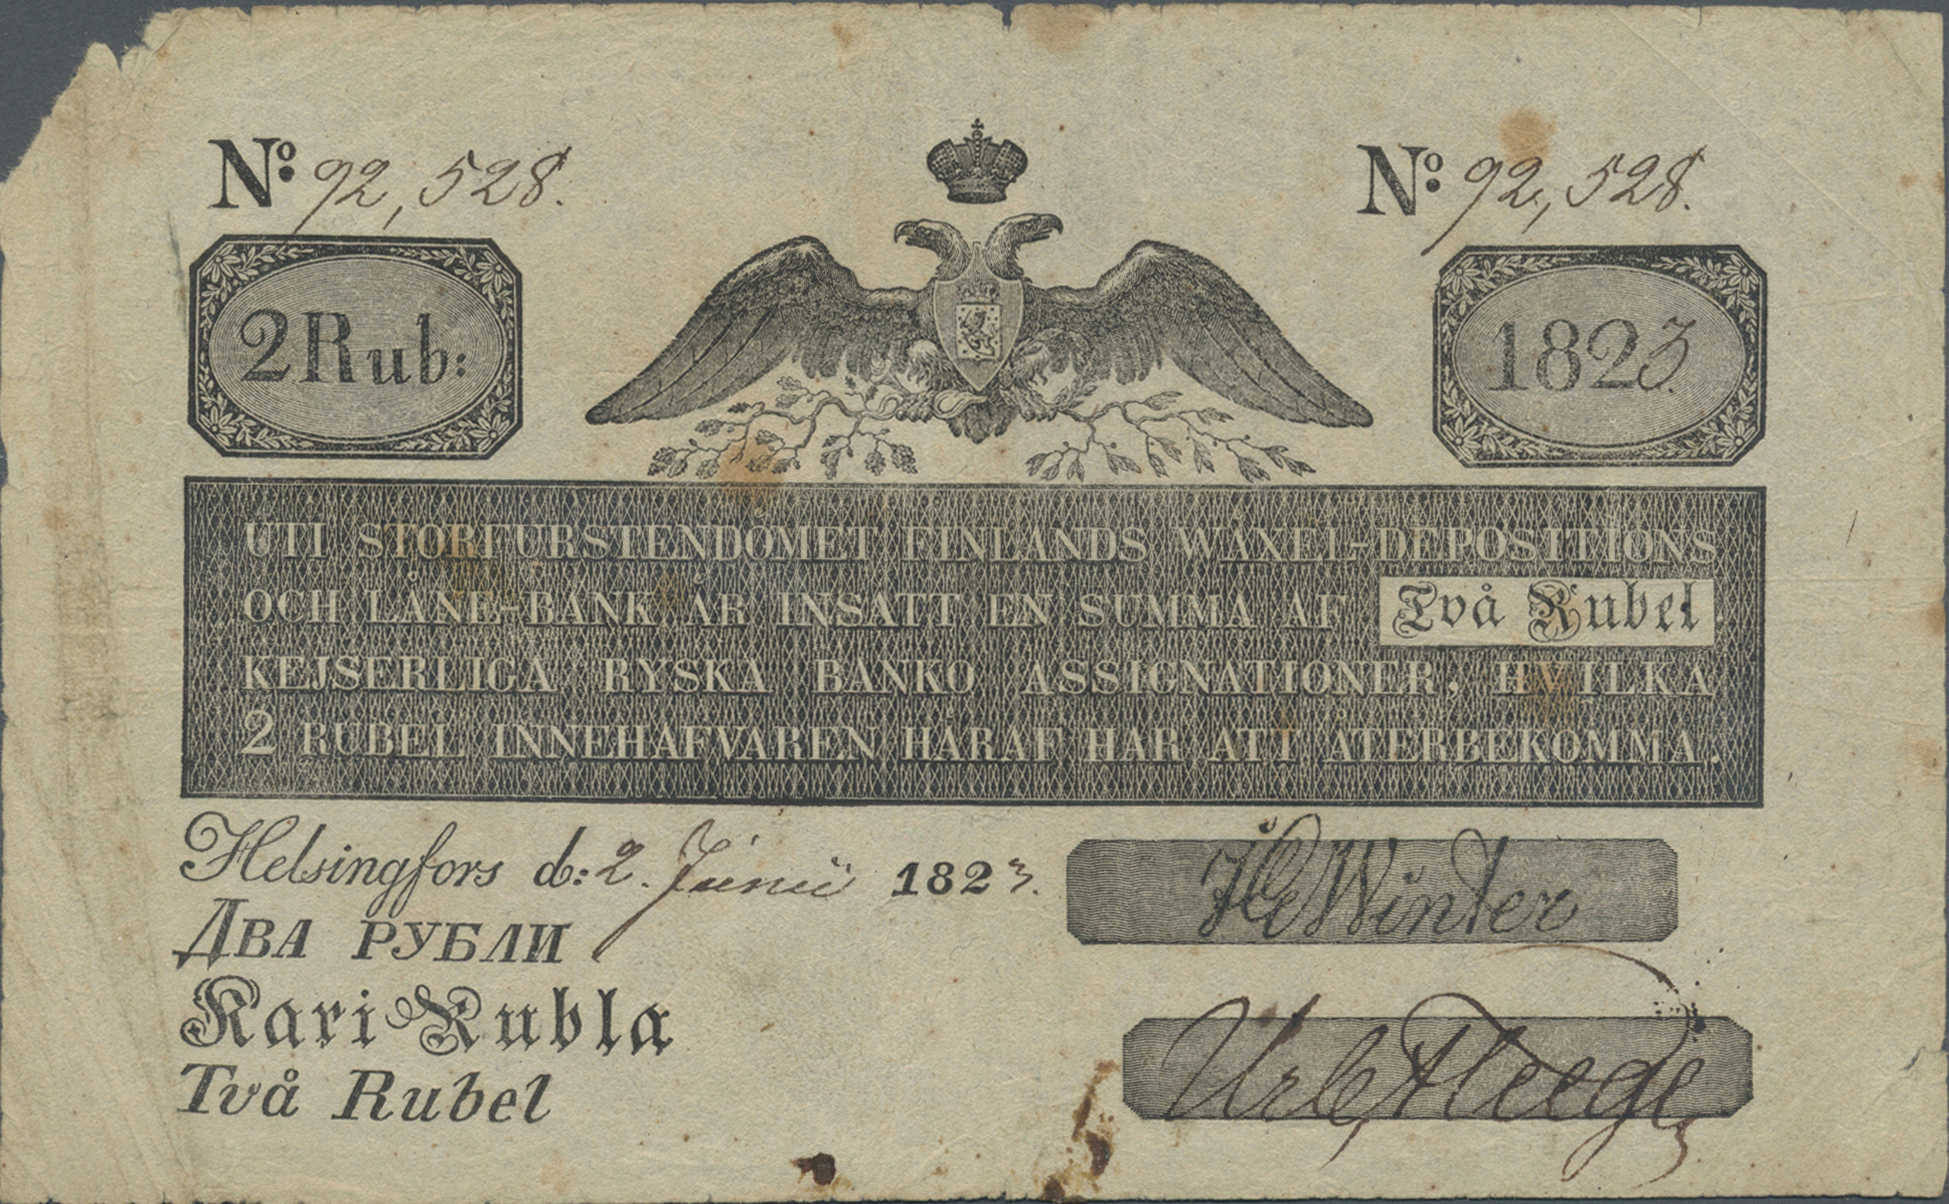 No: 92,528.
No: 92,528.
2 Rub:
1823.
UTI STORFURSTENDÖMET FINLANDS WÄXEL-DEPOSITIONS
OCH LÅNE-BANK ÄR INSATT EN SUMMA AF Två Rubel
KEJSERLIGA RYSKA BANKO ASSIGNATIONER, HVILKA
2 RUBEL INNEHAFVAREN HÄRAF HAR ATT ÅTERBEKOMMA.
Helsingfors d: 2. Junii 1823.
Два рубли
Kaxi Rubla
Två Rubel
Winter